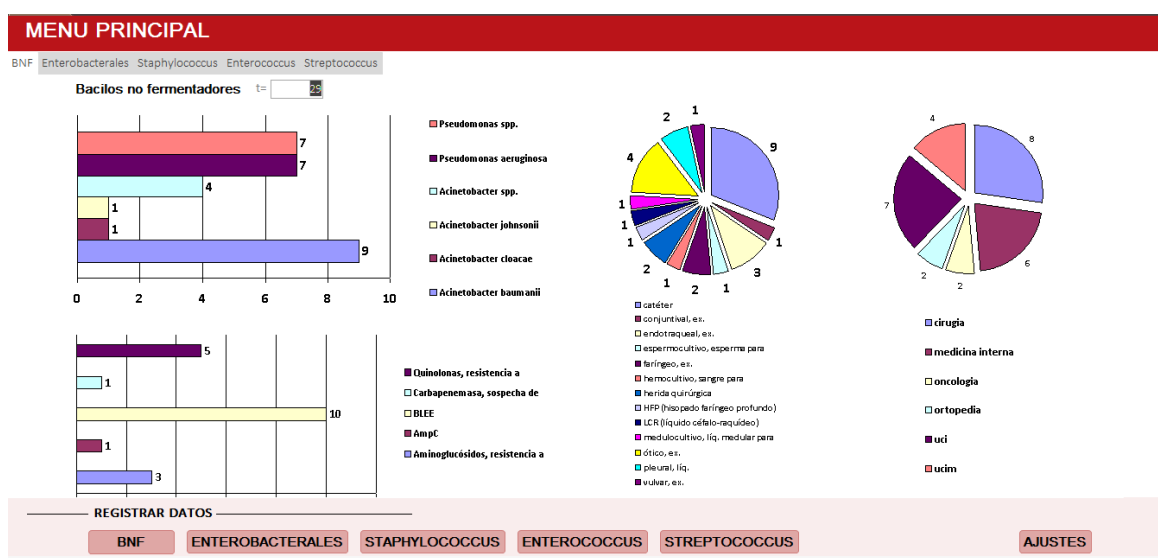 MENU PRINCIPAL
BNF Enterobacterales Staphylococcus Enterococcus Streptococcus
Bacilos no fermentadores t= 29
7
7
4
1
1
9
0 2 4 6 8 10
Pseudomonas spp.
Pseudomonas aeruginosa
Acinetobacter spp.
Acinetobacter johnsonii
Acinetobacter cloacae
Acinetobacter baumanii
5
1
10
1
3
Quinolonas, resistencia a
Carbapenemasa, sospecha de
BLEE
AmpC
Aminoglucósidos, resistencia a
9
1
3
1
2
1
2
1
1
1
4
2
1
catéter
conjuntival, ex.
endotraqueal, ex.
espermocultivo, esperma para
faríngeo, ex.
hemocultivo, sangre para
herida quirúrgica
HFP (hisopado faríngeo profundo)
LCR (líquido céfalo-raquídeo)
medulocultivo, líq. medular para
ótico, ex.
pleural, líq.
vulvar, ex.
8
6
2
2
7
4
cirugia
medicina interna
oncologia
ortopedia
uci
ucim
REGISTRAR DATOS
BNF ENTEROBACTERALES STAPHYLOCOCCUS ENTEROCOCCUS STREPTOCOCCUS AJUSTES